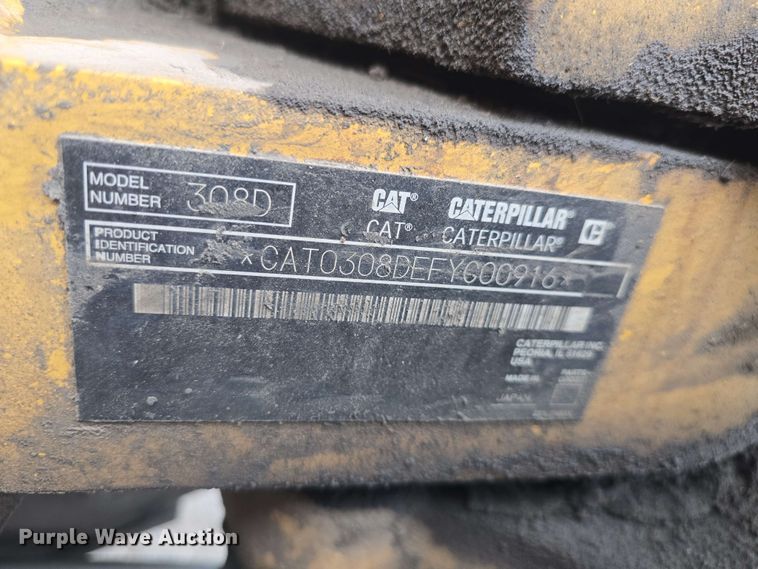 MODEL NUMBER 308D
CAT® CATERPILLAR® C
CAT® CATERPILLAR®
PRODUCT IDENTIFICATION NUMBER *CAT0308DEFYC00916*
CATERPILLAR INC.
PEORIA, IL 61629
USA
MADE IN
JAPAN
Purple Wave Auction